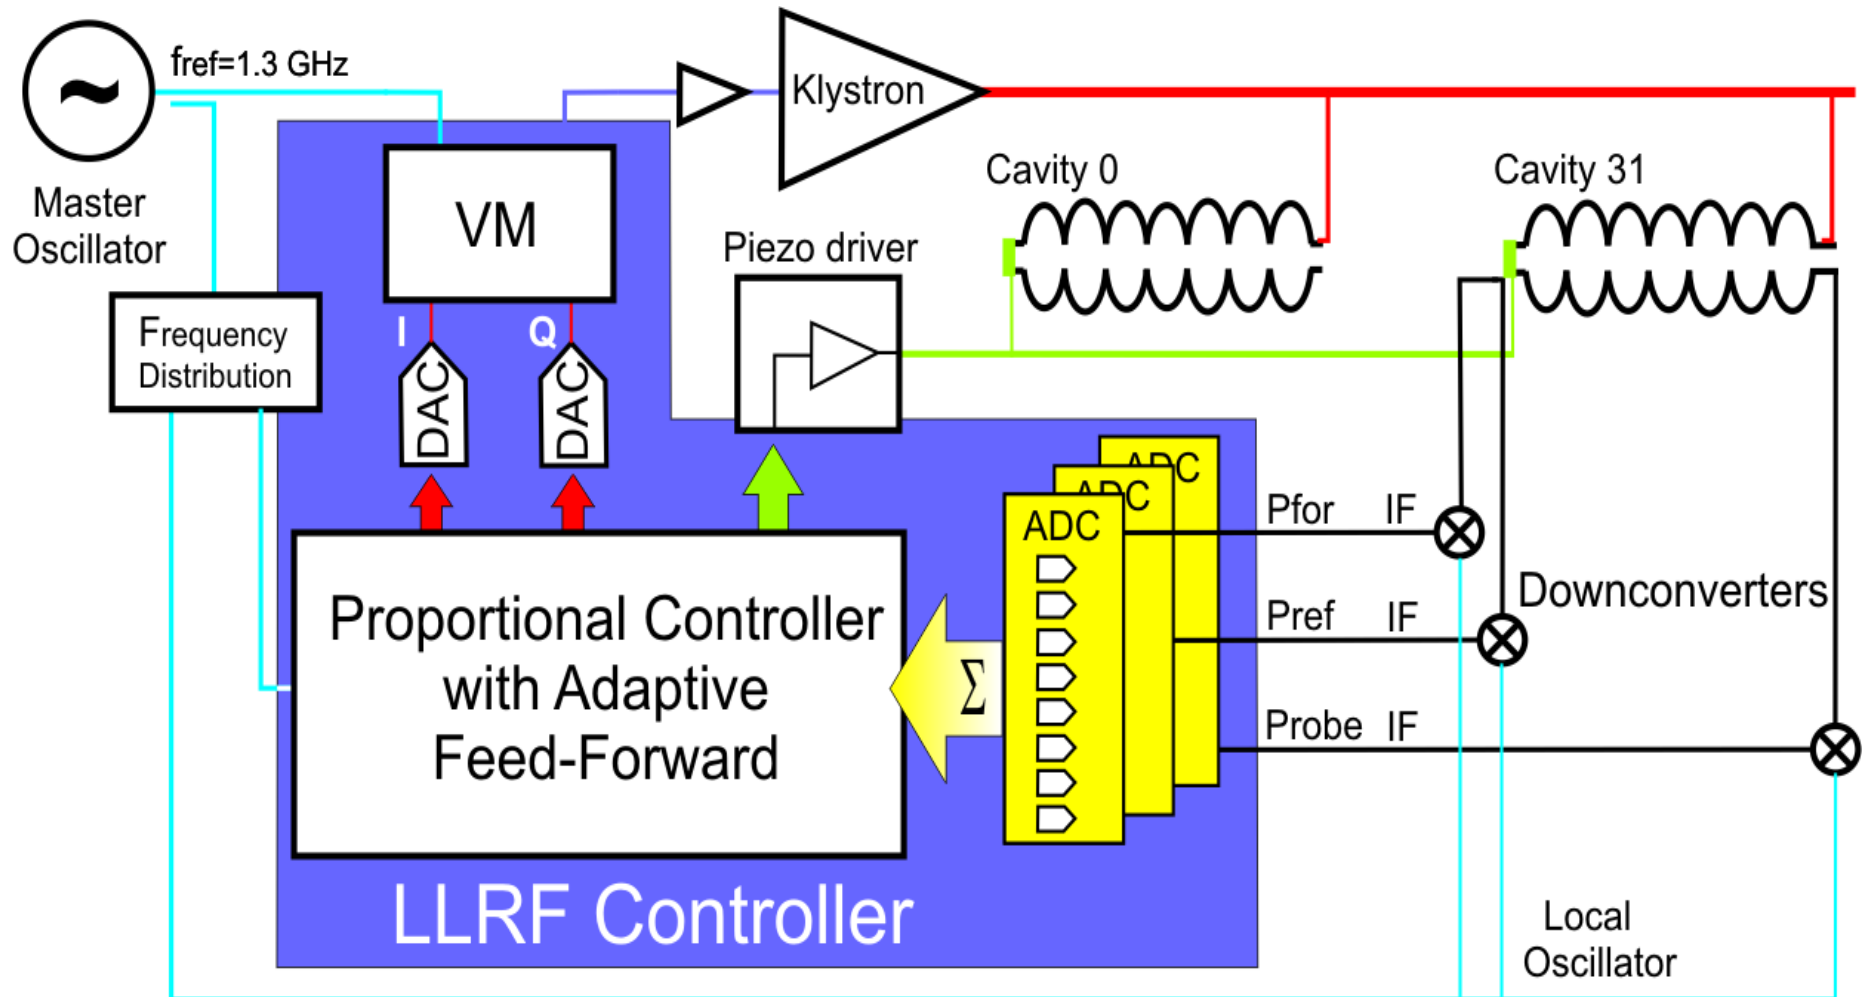 fref=1.3 GHz
Klystron
Master
Oscillator
Cavity 0
Cavity 31
VM
Piezo driver
Frequency
Distribution
I
Q
DAC
DAC
ADC
ADC
ADC
Pfor IF
Downconverters
Pref IF
Probe IF
Proportional Controller
with Adaptive
Feed-Forward
Σ
LLRF Controller
Local
Oscillator